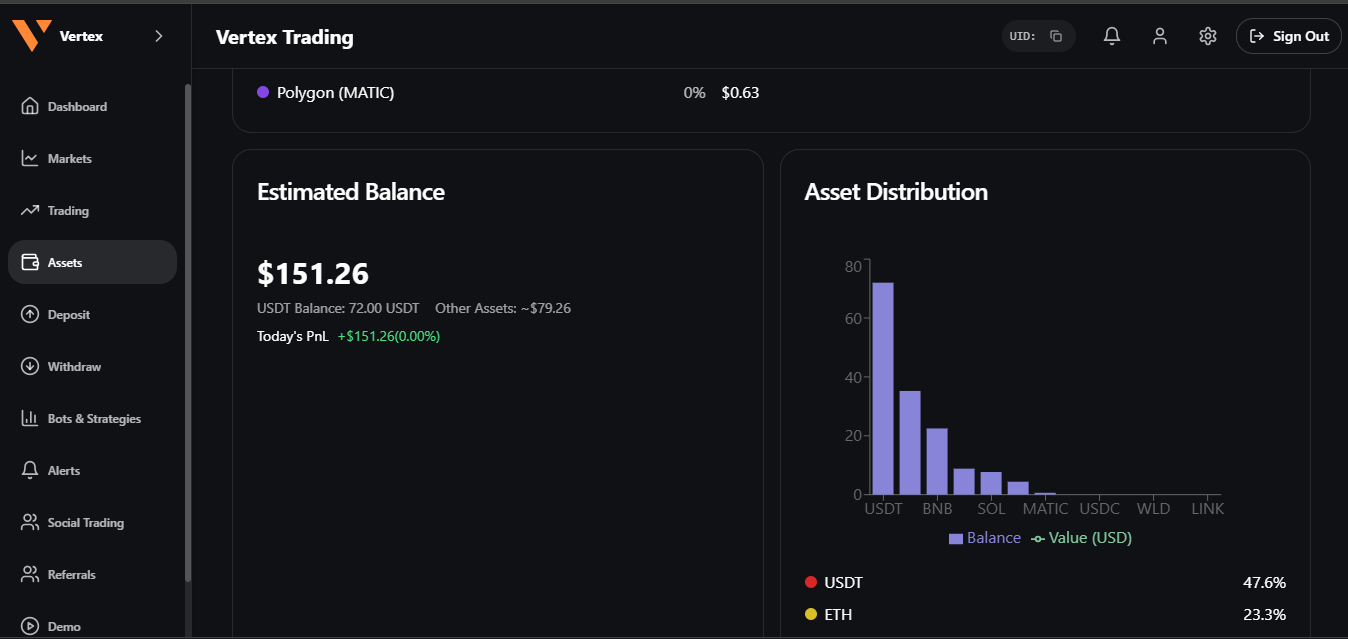 Vertex
Vertex Trading
UID:
Sign Out
Dashboard
Markets
Trading
Assets
Deposit
Withdraw
Bots & Strategies
Alerts
Social Trading
Referrals
Demo
Polygon (MATIC) 0% $0.63
Estimated Balance
$151.26
USDT Balance: 72.00 USDT Other Assets: ~$79.26
Today's PnL +$151.26(0.00%)
Asset Distribution
80
60
40
20
0
USDT BNB SOL MATIC USDC WLD LINK
Balance Value (USD)
USDT 47.6%
ETH 23.3%